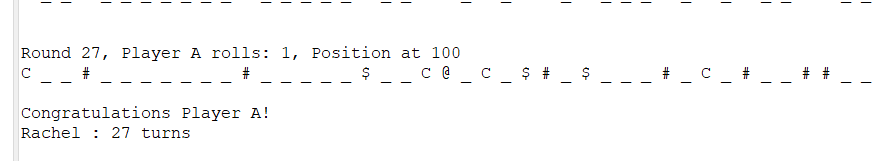 _ _ _ _ _ _ _ _ _ _ _ _ _ _ _ _ _ _ _ _ _ _ _ _ _ _ _
Round 27, Player A rolls: 1, Position at 100
C _ _ # _ _ _ _ _ _ _ # _ _ _ _ _ $ _ _ C @ _ C _ $ # _ $ _ _ _ # _ C _ # _ _ # # _ _
Congratulations Player A!
Rachel : 27 turns